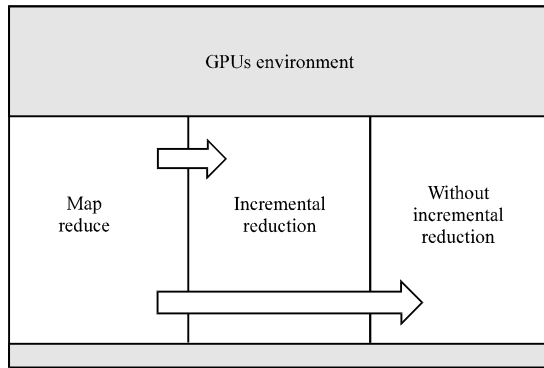 GPUs environment
Map
reduce
Incremental
reduction
Without
incremental
reduction